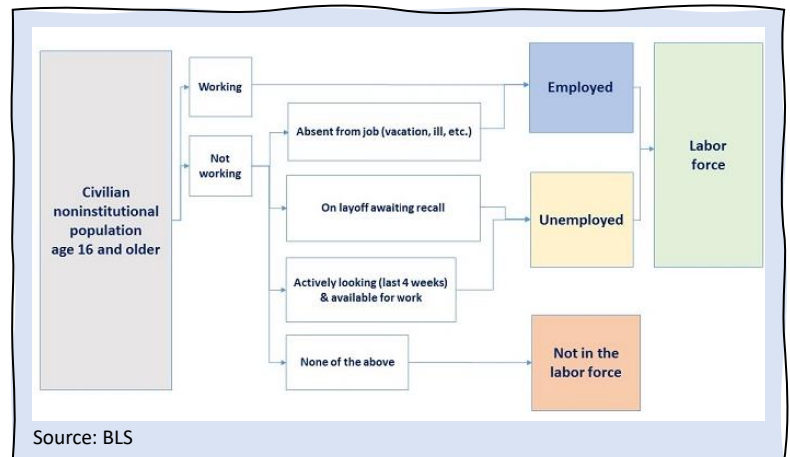 Civilian
noninstitutional
population
age 16 and older
Working
Not
working
Absent from job (vacation, ill, etc.)
On layoff awaiting recall
Actively looking (last 4 weeks)
& available for work
None of the above
Employed
Unemployed
Not in the
labor force
Labor
force
Source: BLS